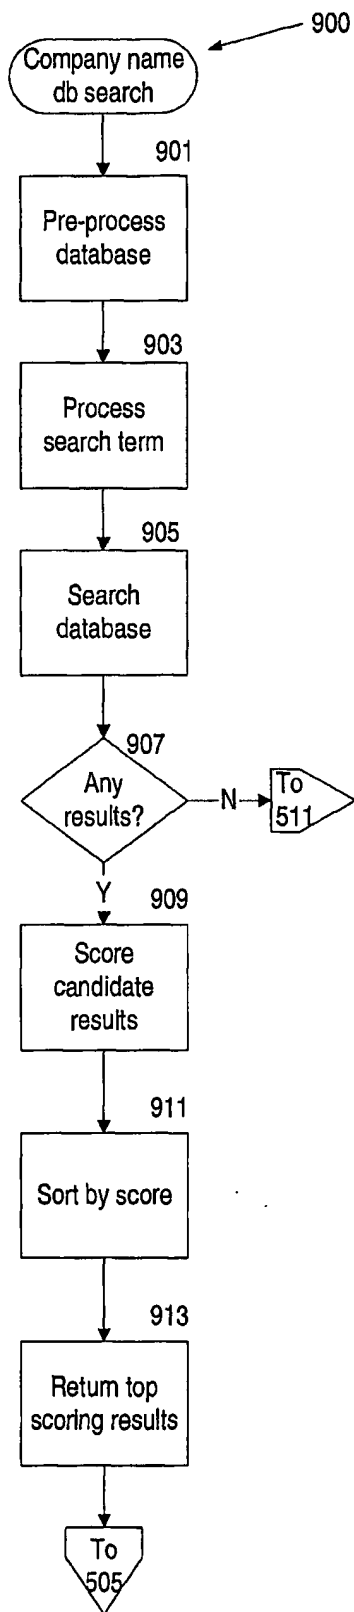 900
Company name
db search
901
Pre-process
database
903
Process
search term
905
Search
database
907
Any
results?
N
To
511
Y
909
Score
candidate
results
911
Sort by score
913
Return top
scoring results
To
505